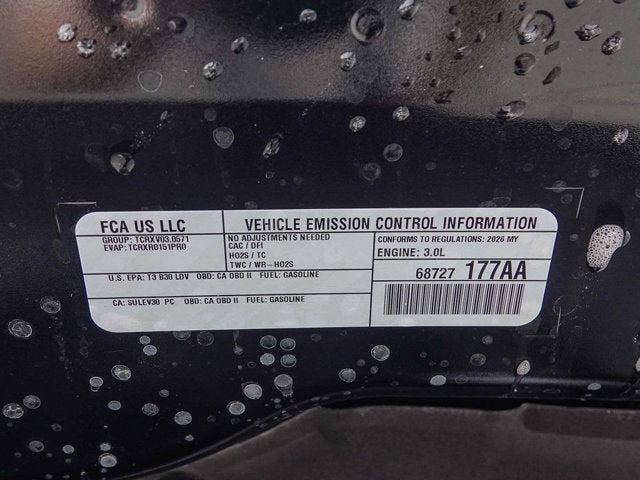 FCA US LLC
GROUP: TCRXV03.0571
EVAP: TCRXR0151PR0
VEHICLE EMISSION CONTROL INFORMATION
NO ADJUSTMENTS NEEDED
CAC / DFI
HO2S / TC
TWC / WR-HO2S
CONFORMS TO REGULATIONS: 2026 MY
ENGINE: 3.0L
U.S. EPA: T3 B30 LDV OBD: CA OBD II FUEL: GASOLINE
68727 177AA
CA: SULEV30 PC OBD: CA OBD II FUEL: GASOLINE